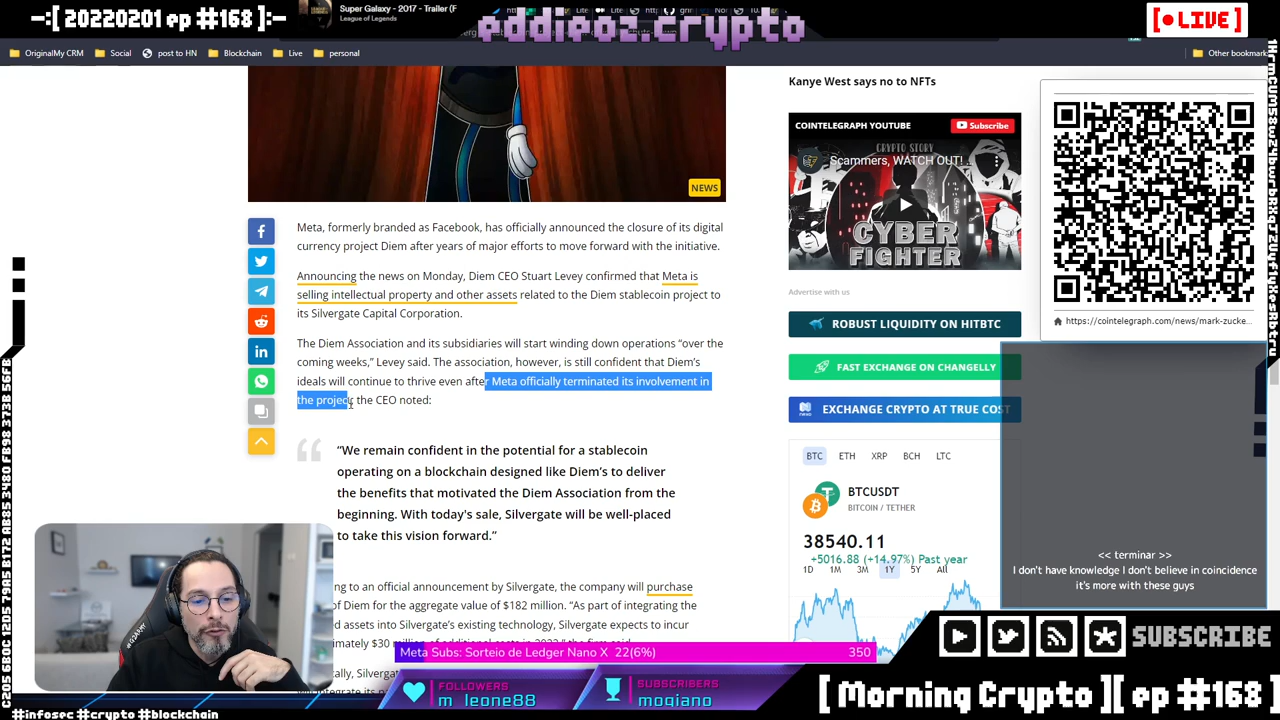 -:[ 20220201 ep #168 ]:-
Super Galaxy - 2017 - Trailer (F
League of Legends
eddieoz.crypto
[ • LIVE ]
OriginalMy CRM
Social
post to HN
Blockchain
Live
personal
Other bookmark
Kanye West says no to NFTs
COINTELEGRAPH YOUTUBE
Subscribe
CRYPTO STORY
Scammers, WATCH OUT! ...
CYBER
FIGHTER
Advertise with us
ROBUST LIQUIDITY ON HITBTC
FAST EXCHANGE ON CHANGELLY
EXCHANGE CRYPTO AT TRUE COST
BTC ETH XRP BCH LTC
BTCUSDT
BITCOIN / TETHER
38540.11
+5016.88 (+14.97%) Past year
1D 1M 3M 1Y 5Y All
NEWS
Meta, formerly branded as Facebook, has officially announced the closure of its digital
currency project Diem after years of major efforts to move forward with the initiative.
Announcing the news on Monday, Diem CEO Stuart Levey confirmed that Meta is
selling intellectual property and other assets related to the Diem stablecoin project to
its Silvergate Capital Corporation.
The Diem Association and its subsidiaries will start winding down operations “over the
coming weeks,” Levey said. The association, however, is still confident that Diem’s
ideals will continue to thrive even after Meta officially terminated its involvement in
the project, the CEO noted:
“We remain confident in the potential for a stablecoin
operating on a blockchain designed like Diem’s to deliver
the benefits that motivated the Diem Association from the
beginning. With today's sale, Silvergate will be well-placed
to take this vision forward.”
to an official announcement by Silvergate, the company will purchase
of Diem for the aggregate value of $182 million. “As part of integrating the
assets into Silvergate’s existing technology, Silvergate expects to incur
https://cointelegraph.com/news/mark-zucke...
<< terminar >>
I don't have knowledge I don't believe in coincidence
it's more with these guys
Meta Subs: Sorteio de Ledger Nano X 22(6%) 350
FOLLOWERS
m_leone88
SUBSCRIBERS
mogiano
SUBSCRIBE
[ Morning Crypto ][ ep #168 ]
#infosec #crypto #blockchain